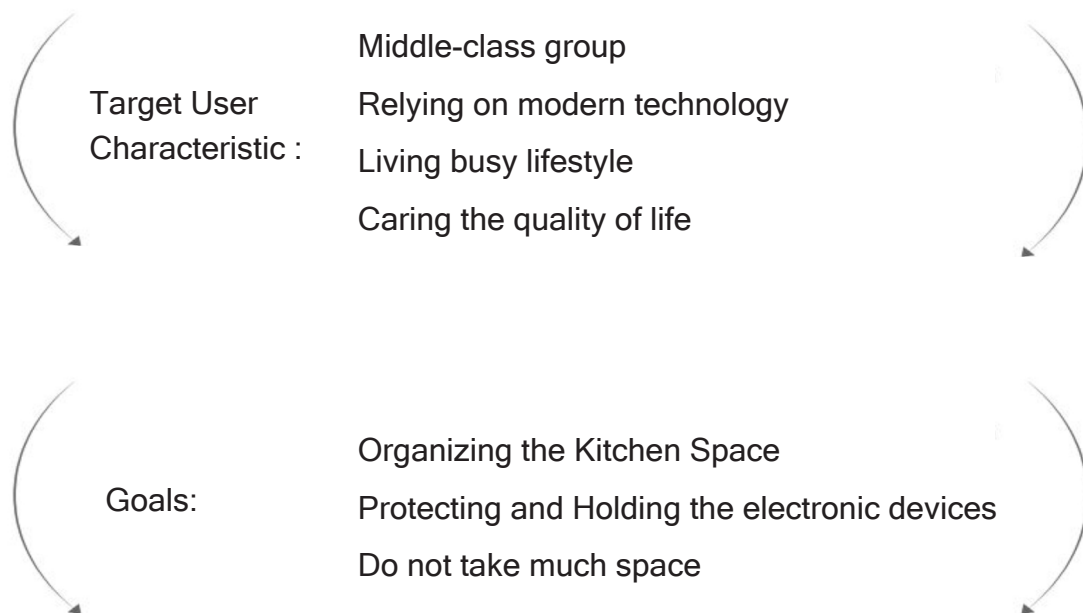 Target User
Characteristic :
Middle-class group
Relying on modern technology
Living busy lifestyle
Caring the quality of life
Goals:
Organizing the Kitchen Space
Protecting and Holding the electronic devices
Do not take much space